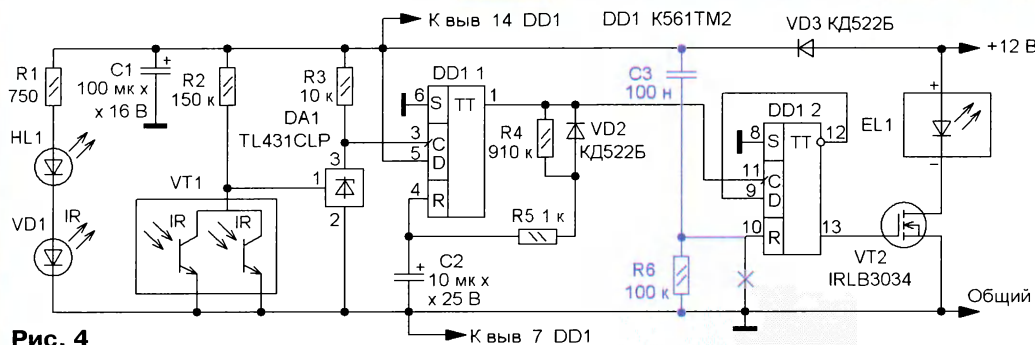 К выв 14 DD1
DD1 К561ТМ2
VD3 КД522Б
+12 В
R1
750
C1
100 мк х
х 16 В
R2
150 к
R3
10 к
DD1 1
C3
100 н
DD1 2
EL1
+
−
HL1
VD1
IR
VT1
IR IR
DA1
TL431CLP
3
1
2
6 S TT 1
3 C
5 D
4 R
R4
910 к
VD2
КД522Б
R5 1 к
C2
10 мк х
х 25 В
8 S TT 12
11 C
9 D
10 R 13
R6
100 к
VT2
IRLB3034
Общий
К выв 7 DD1
Рис. 4